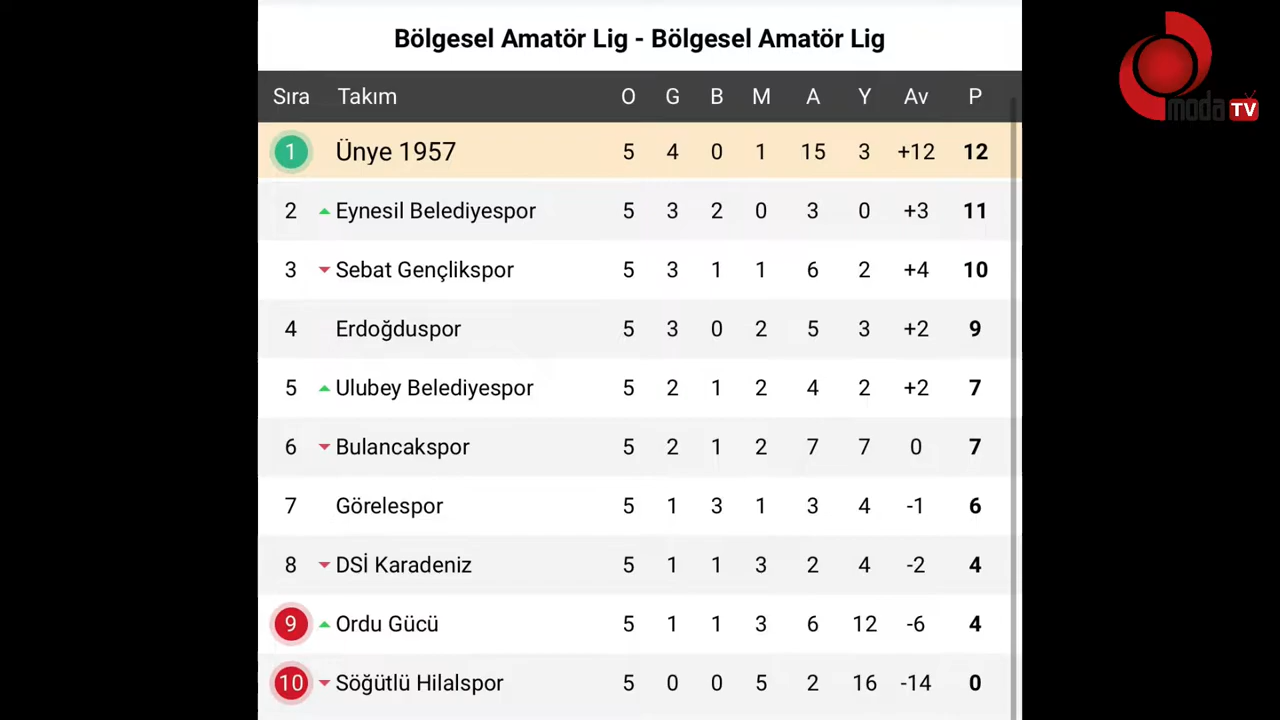 Bölgesel Amatör Lig - Bölgesel Amatör Lig
moda TV
Sıra Takım O G B M A Y Av P
1 Ünye 1957 5 4 0 1 15 3 +12 12
2 Eynesil Belediyespor 5 3 2 0 3 0 +3 11
3 Sebat Gençlikspor 5 3 1 1 6 2 +4 10
4 Erdoğduspor 5 3 0 2 5 3 +2 9
5 Ulubey Belediyespor 5 2 1 2 4 2 +2 7
6 Bulancakspor 5 2 1 2 7 7 0 7
7 Görelespor 5 1 3 1 3 4 -1 6
8 DSİ Karadeniz 5 1 1 3 2 4 -2 4
9 Ordu Gücü 5 1 1 3 6 12 -6 4
10 Söğütlü Hilalspor 5 0 0 5 2 16 -14 0